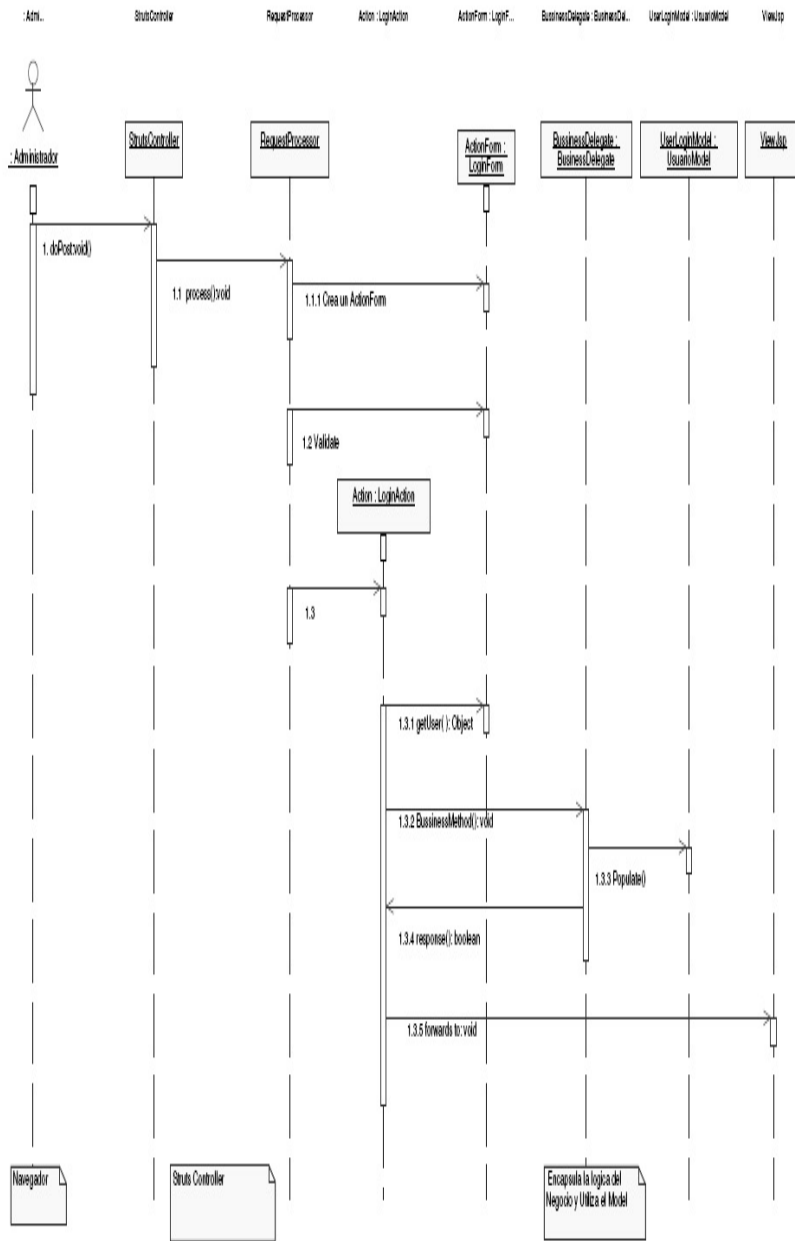 : Admi...
StrutsController
RequestProcessor
Action : LoginAction
ActionForm : LoginF...
BussinessDelegate : BusinessDel...
UserLoginModel : UsuarioModel
ViewJsp
: Administrador
StrutsController
RequestProcessor
ActionForm :
LoginForm
BussinessDelegate :
BusinessDelegate
UserLoginModel :
UsuarioModel
ViewJsp
1. doPost:void()
1.1 process():void
1.1.1 Crea un ActionForm
1.2 Validate
Action : LoginAction
1.3
1.3.1 getUser( ): Object
1.3.2 BussinessMethod(): void
1.3.3 Populate()
1.3.4 response(): boolean
1.3.5 forwards to: void
Navegador
Struts Controller
Encapsula la logica del
Negocio y Utiliza el Model